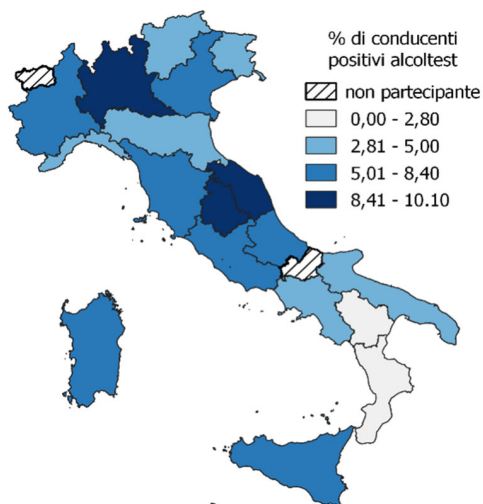 % di conducenti
positivi alcoltest
non partecipante
0,00 - 2,80
2,81 - 5,00
5,01 - 8,40
8,41 - 10.10